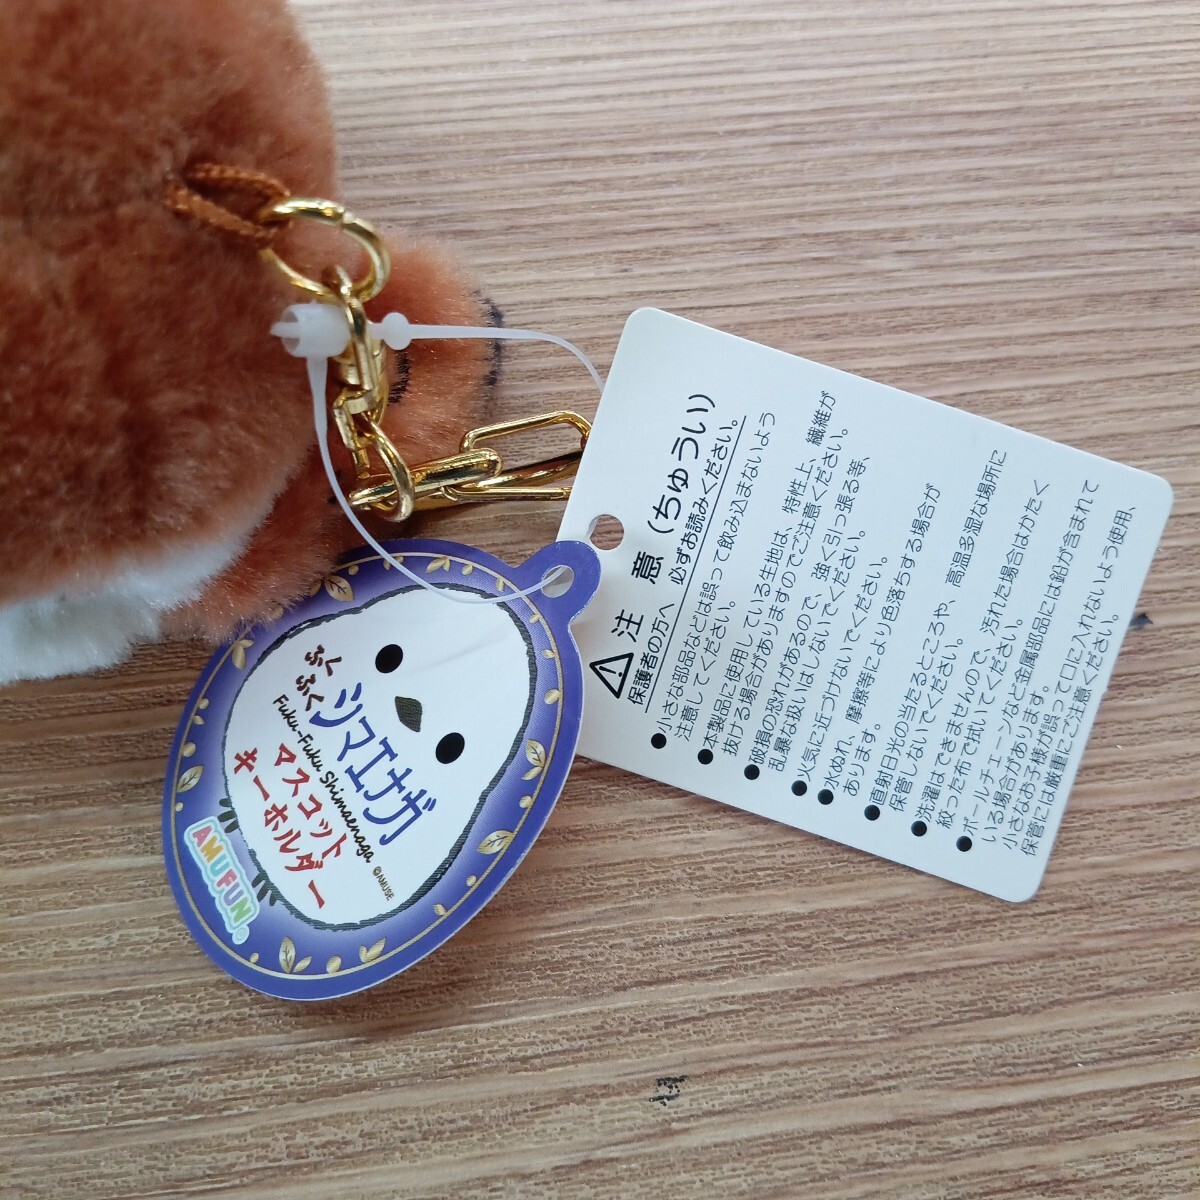 ふくふく
シマエナガ
Fuku-Fuku Shimaenaga
マスコット
キーホルダー
©AMUSE
AMUFUN®
注意(ちゅうい)
保護者の方へ 必ずお読みください。
●小さな部品などは誤って飲み込まないよう
注意してください。
●本製品に使用している生地は、特性上、繊維が
抜ける場合がありますのでご注意ください。
●破損の恐れがあるので、強く引っ張る等、
乱暴な扱いはしないでください。
●火気に近づけないでください。
●水ぬれ、摩擦等により色落ちする場合が
あります。
●直射日光の当たるところや、高温多湿な場所に
保管しないでください。
●洗濯はできませんので、汚れた場合はかたく
絞った布で拭いてください。
●ボールチェーンなど金属部品には鉛が含まれて
いる場合があります。
小さなお子様が誤って口に入れないよう使用、
保管には厳重にご注意ください。